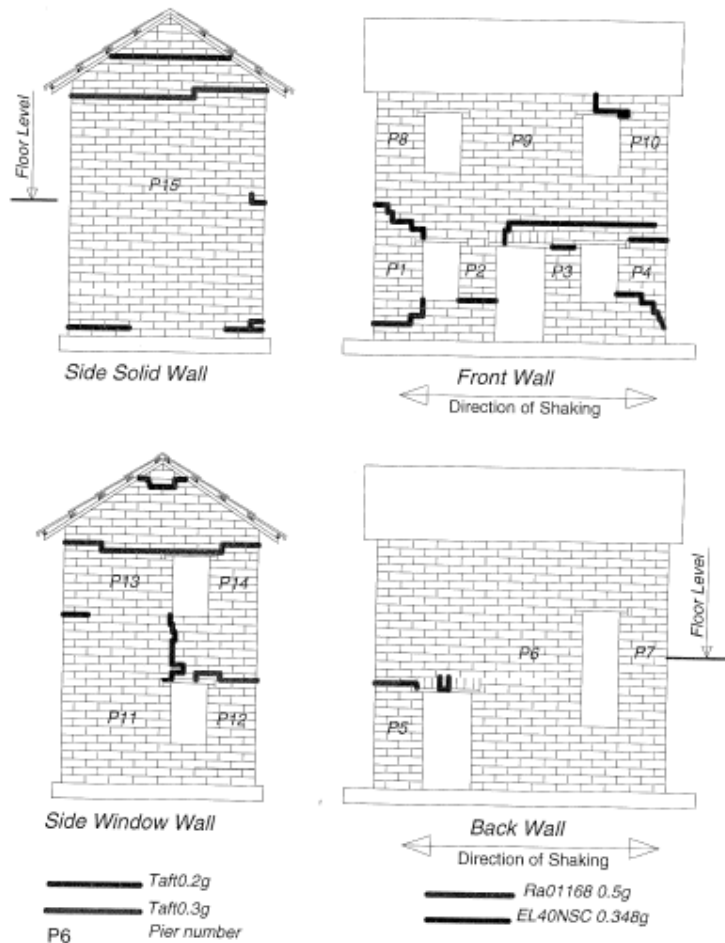 Floor Level
P15
Side Solid Wall
P8
P9
P10
P1
P2
P3
P4
Front Wall
Direction of Shaking
P13
P14
P11
P12
Side Window Wall
Floor Level
P6
P7
P5
Back Wall
Direction of Shaking
Taft0.2g
Taft0.3g
P6 Pier number
Ra01168 0.5g
EL40NSC 0.348g